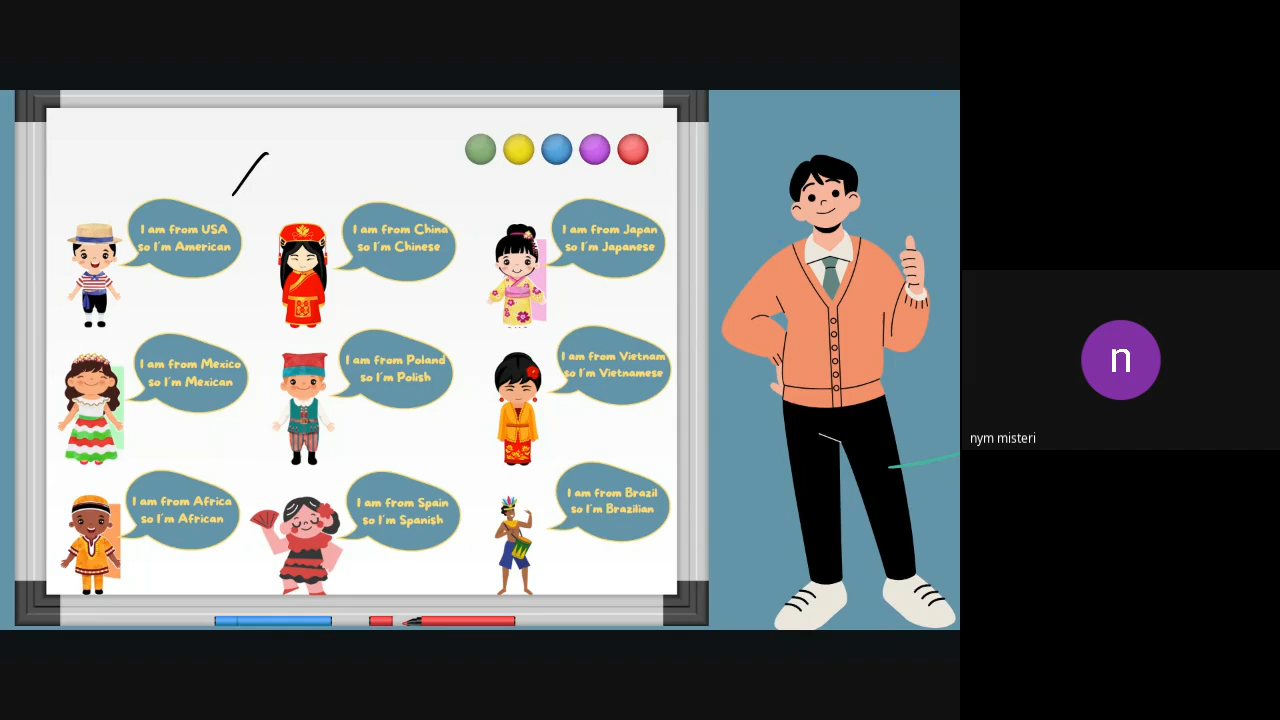 I am from USA
so I'm American
I am from China
so I'm Chinese
I am from Japan
so I'm Japanese
I am from Mexico
so I'm Mexican
I am from Poland
so I'm Polish
I am from Vietnam
so I'm Vietnamese
I am from Africa
so I'm African
I am from Spain
so I'm Spanish
I am from Brazil
so I'm Brazilian
n
nym misteri